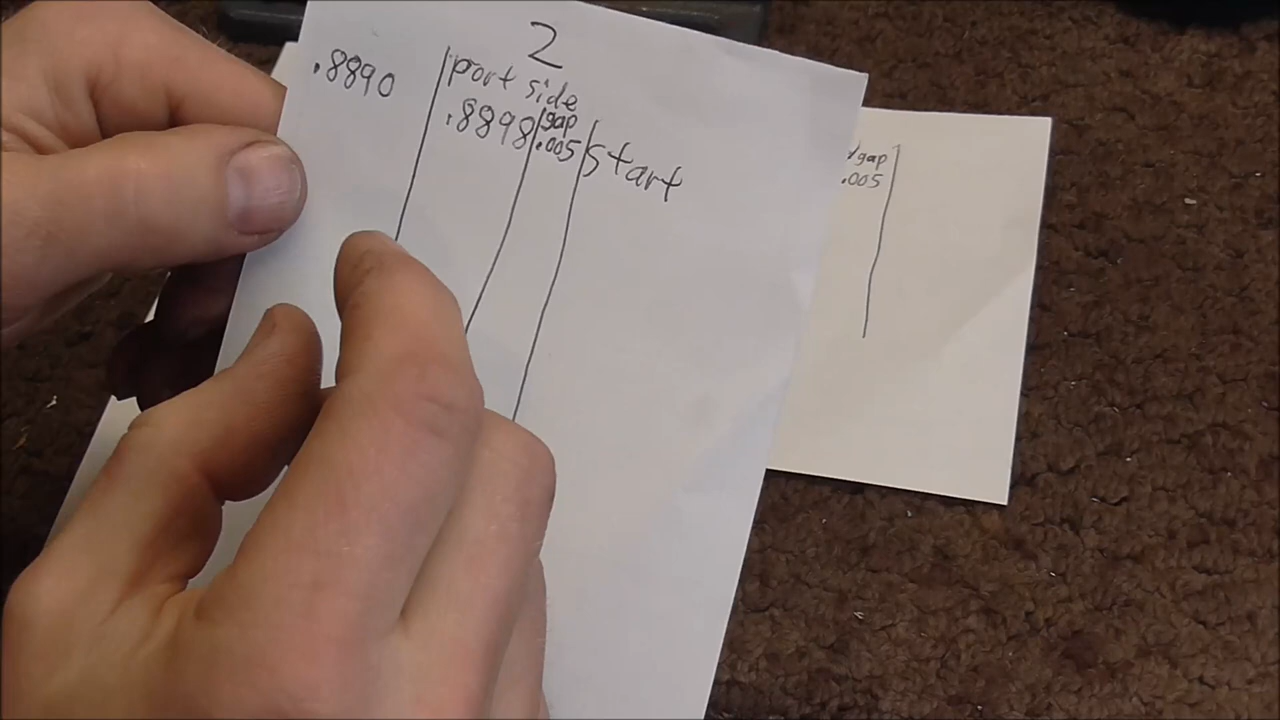 2
.8890
port side
.8898
gap
.005
start
gap
.005